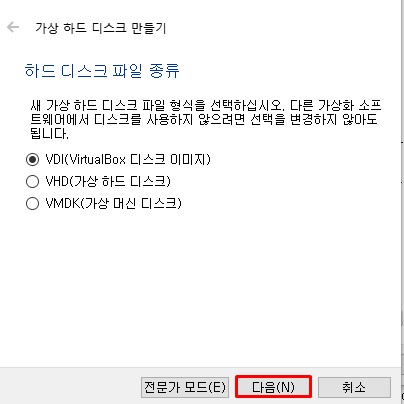 가상 하드 디스크 만들기
하드 디스크 파일 종류
새 가상 하드 디스크 파일 형식을 선택하십시오. 다른 가상화 소프
트웨어에서 디스크를 사용하지 않으려면 선택을 변경하지 않아도
됩니다.
VDI(VirtualBox 디스크 이미지)
VHD(가상 하드 디스크)
VMDK(가상 머신 디스크)
전문가 모드(E) 다음(N) 취소